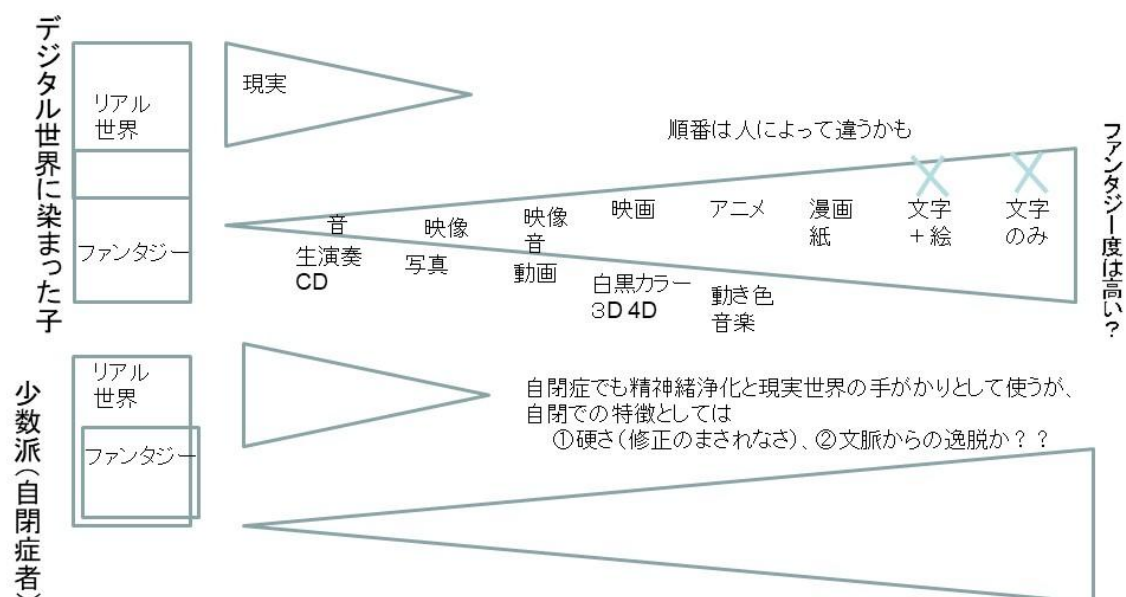 デジタル世界に染まった子
リアル
世界
ファンタジー
現実
順番は人によって違うかも
音
生演奏
CD
映像
写真
映像
音
動画
映画
白黒カラー
3D 4D
アニメ
動き色
音楽
漫画
紙
文字
+絵
文字
のみ
ファンタジー度は高い?
少数派(自閉症者)
リアル
世界
ファンタジー
自閉症でも精神緒浄化と現実世界の手がかりとして使うが、
自閉での特徴としては
①硬さ(修正のまされなさ)、②文脈からの逸脱か??